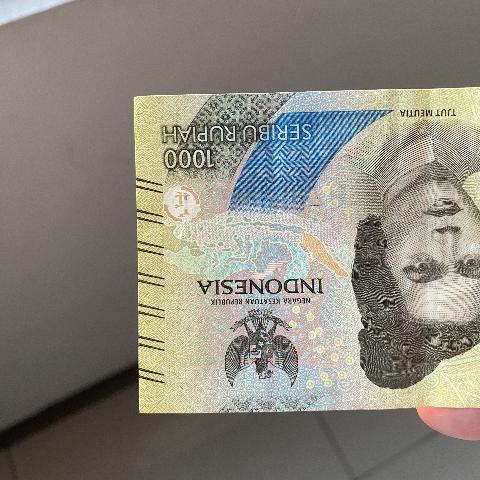 NEGARA KESATUAN REPUBLIK
INDONESIA
1000
SERIBU RUPIAH
TJUT MEUTIA